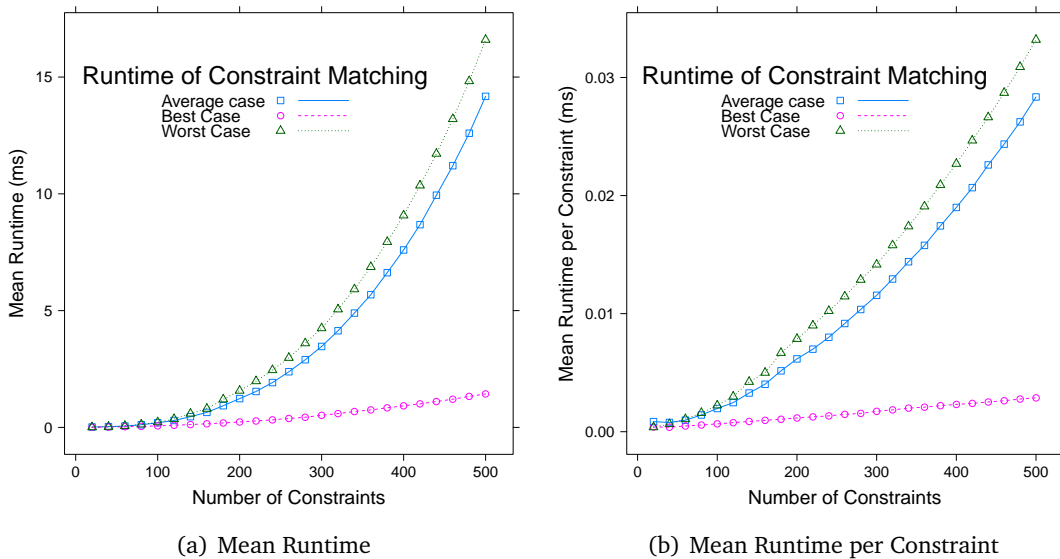 Runtime of Constraint Matching
Average case
Best Case
Worst Case
Mean Runtime (ms)
15
10
5
0
0
100
200
300
400
500
Number of Constraints
(a) Mean Runtime
Runtime of Constraint Matching
Average case
Best Case
Worst Case
Mean Runtime per Constraint (ms)
0.03
0.02
0.01
0.00
0
100
200
300
400
500
Number of Constraints
(b) Mean Runtime per Constraint